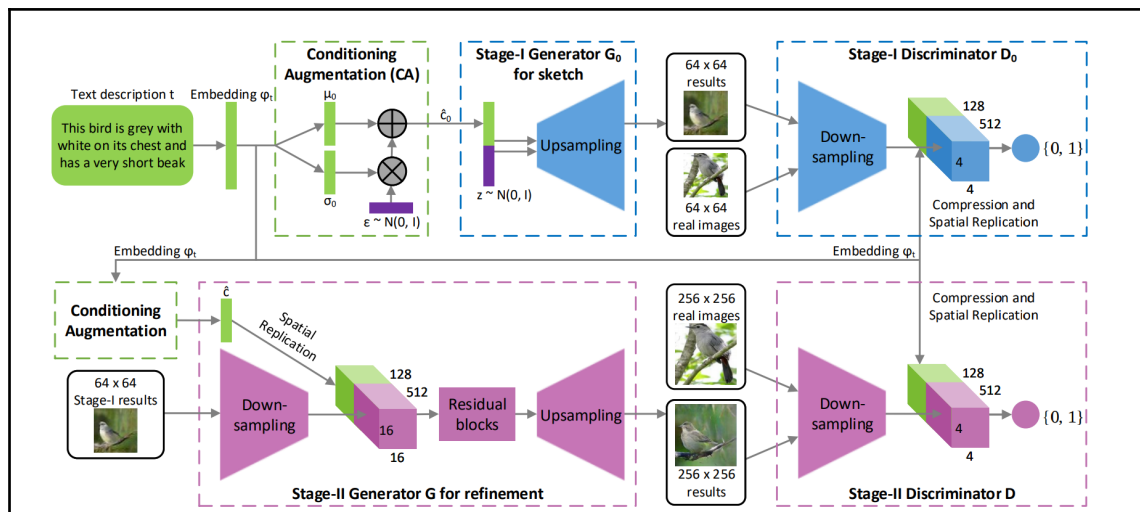 Conditioning
Augmentation (CA)
Stage-I Generator G₀
for sketch
Stage-I Discriminator D₀
Text description t
Embedding φₜ
This bird is grey with
white on its chest and
has a very short beak
μ₀
σ₀
ε ~ N(0, I)
ĉ₀
z ~ N(0, I)
Upsampling
64 x 64
results
64 x 64
real images
Down-
sampling
128
512
4
4
{0, 1}
Compression and
Spatial Replication
Embedding φₜ
Embedding φₜ
Conditioning
Augmentation
ĉ
Spatial
Replication
64 x 64
Stage-I results
Down-
sampling
128
512
16
16
Residual
blocks
Upsampling
Stage-II Generator G for refinement
256 x 256
real images
256 x 256
results
Compression and
Spatial Replication
Down-
sampling
128
512
4
4
{0, 1}
Stage-II Discriminator D